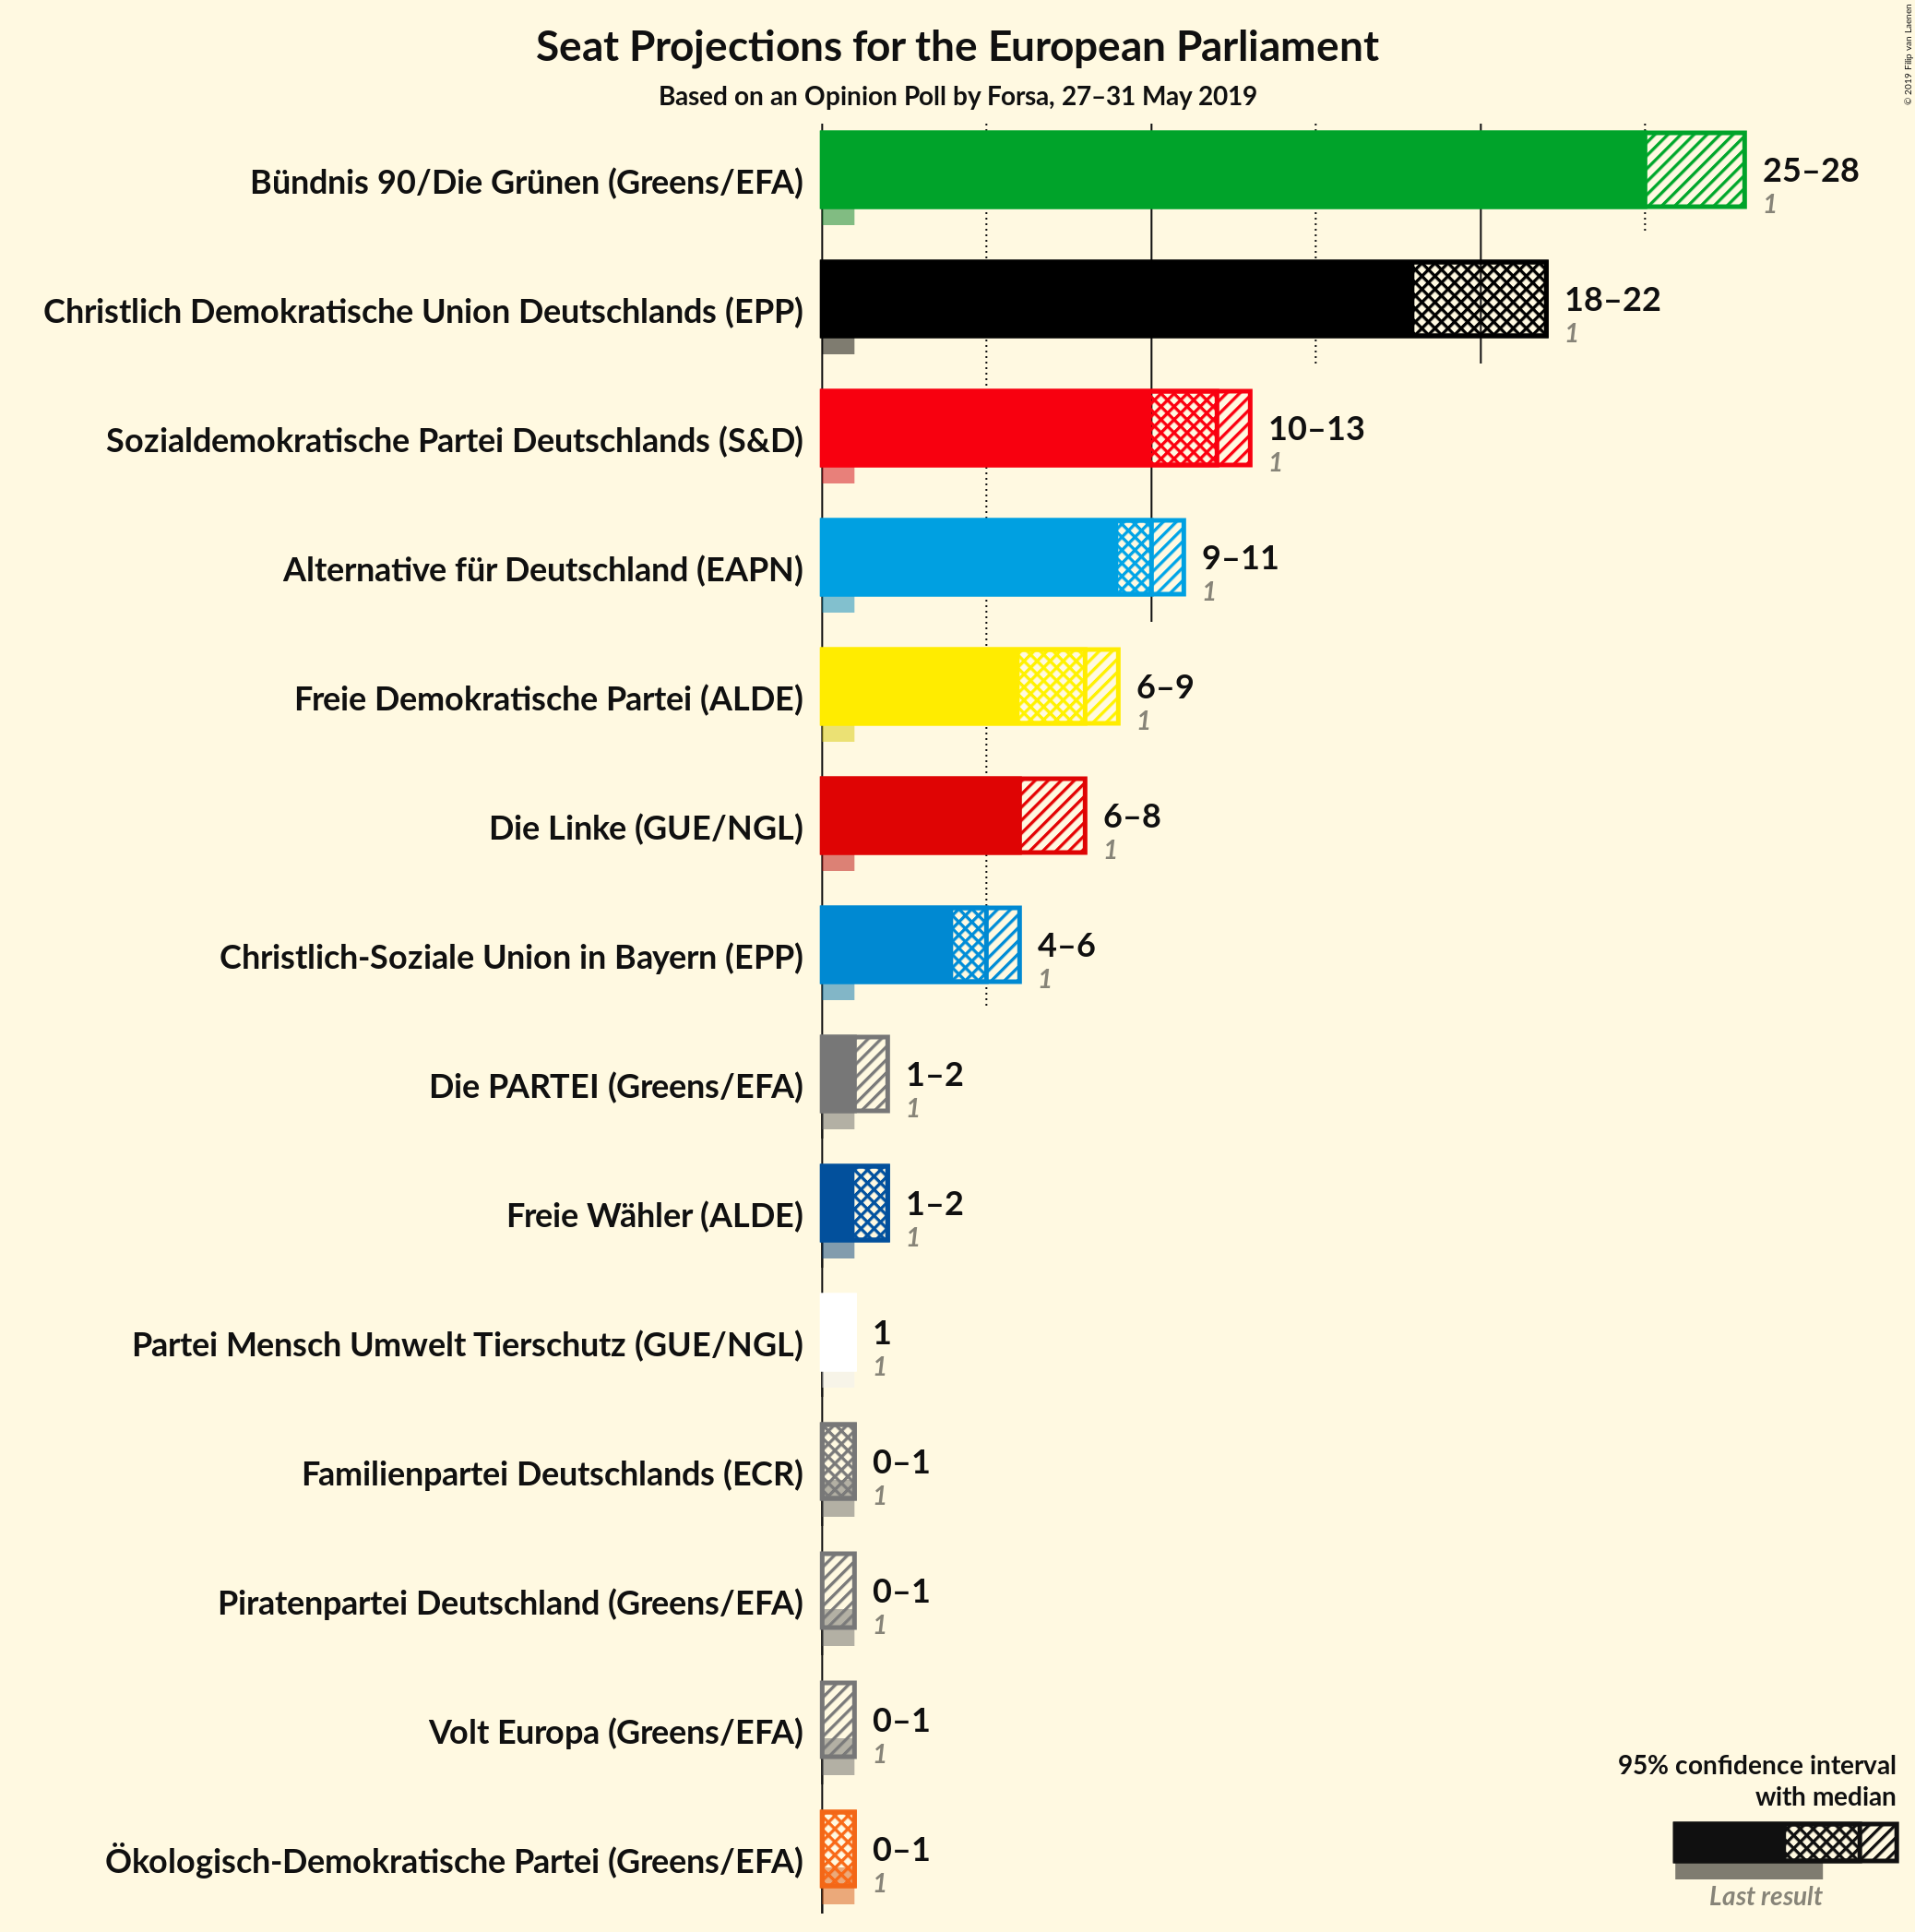 Seat Projections for the European Parliament
Based on an Opinion Poll by Forsa, 27–31 May 2019
© 2019 Filip van Laenen
Bündnis 90/Die Grünen (Greens/EFA)
25–28
1
Christlich Demokratische Union Deutschlands (EPP)
18–22
1
Sozialdemokratische Partei Deutschlands (S&D)
10–13
1
Alternative für Deutschland (EAPN)
9–11
1
Freie Demokratische Partei (ALDE)
6–9
1
Die Linke (GUE/NGL)
6–8
1
Christlich-Soziale Union in Bayern (EPP)
4–6
1
Die PARTEI (Greens/EFA)
1–2
1
Freie Wähler (ALDE)
1–2
1
Partei Mensch Umwelt Tierschutz (GUE/NGL)
1
1
Familienpartei Deutschlands (ECR)
0–1
1
Piratenpartei Deutschland (Greens/EFA)
0–1
1
Volt Europa (Greens/EFA)
0–1
1
Ökologisch-Demokratische Partei (Greens/EFA)
0–1
1
95% confidence interval
with median
Last result